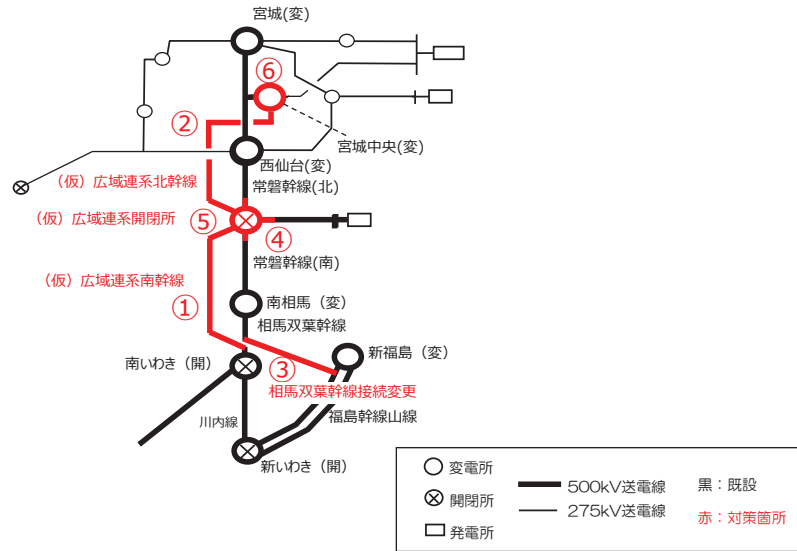 宮城(変)
⑥
②
宮城中央(変)
西仙台(変)
(仮)広域連系北幹線
常磐幹線(北)
(仮)広域連系開閉所
⑤
④
常磐幹線(南)
(仮)広域連系南幹線
①
南相馬(変)
相馬双葉幹線
新福島(変)
南いわき(開)
③
相馬双葉幹線接続変更
川内線
福島幹線山線
新いわき(開)
変電所
開閉所
発電所
500kV送電線
275kV送電線
黒:既設
赤:対策箇所